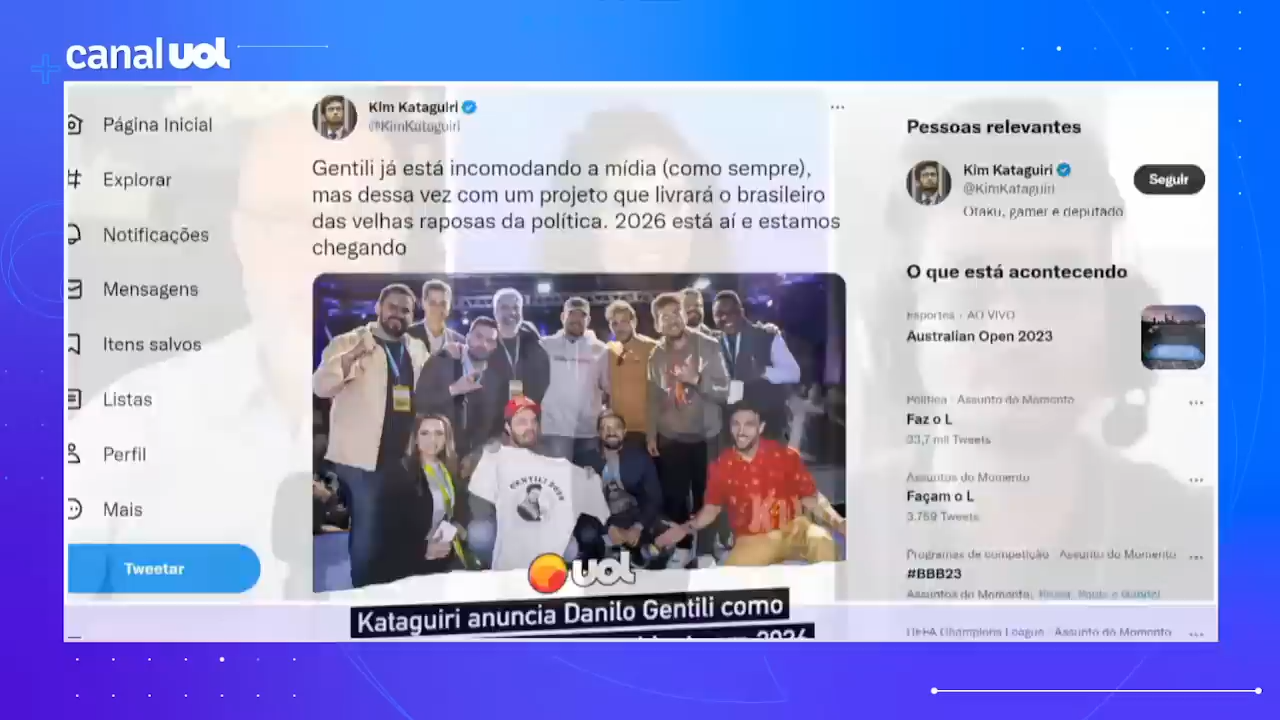 canal uol
Página Inicial
Explorar
Notificações
Mensagens
Itens salvos
Listas
Perfil
Mais
Tweetar
Kim Kataguiri
@KimKataguiri
Gentili já está incomodando a mídia (como sempre),
mas dessa vez com um projeto que livrará o brasileiro
das velhas raposas da política. 2026 está aí e estamos
chegando
GENTILI 2026
uol
Kataguiri anuncia Danilo Gentili como
2026
Pessoas relevantes
Kim Kataguiri
@KimKataguiri
Seguir
Otaku, gamer e deputado
O que está acontecendo
Esportes · AO VIVO
Australian Open 2023
Política · Assunto do Momento
Faz o L
33,7 mil Tweets
Assuntos do Momento
Façam o L
3.759 Tweets
Programas de competição · Assunto do Momento
#BBB23
Assuntos do Momento:
UEFA Champions League · Assunto do Momento